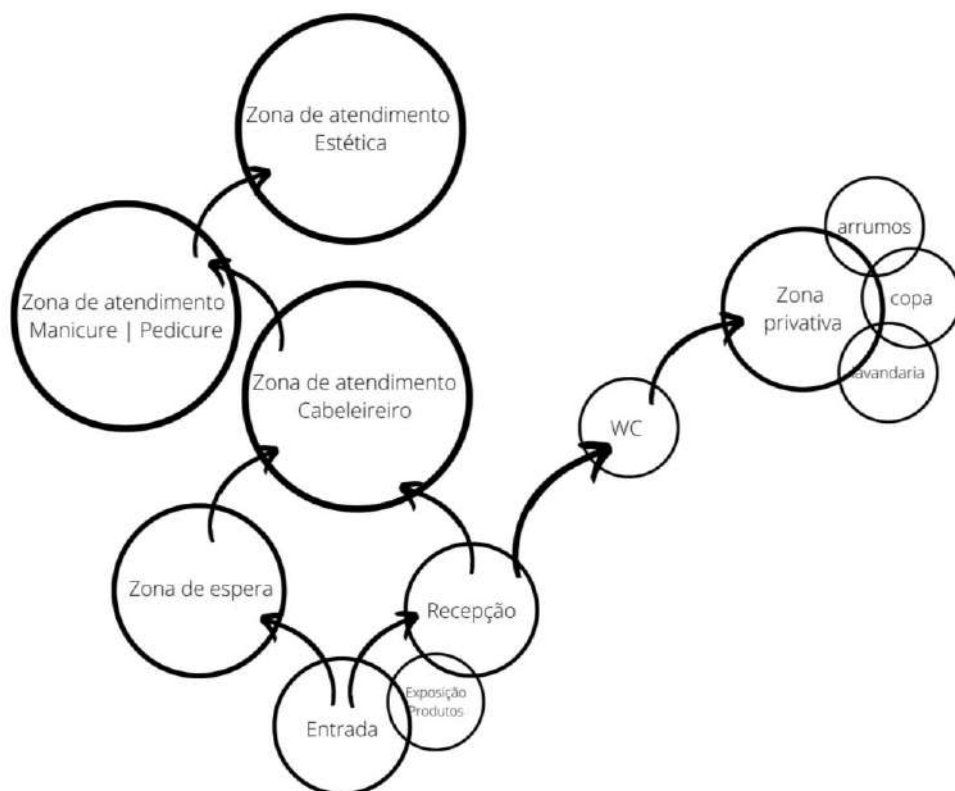 Zona de atendimento
Estética
arrumos
Zona de atendimento
Manicure | Pedicure
Zona
privativa
copa
lavandaria
Zona de atendimento
Cabeleireiro
WC
Zona de espera
Recepção
Exposição
Produtos
Entrada